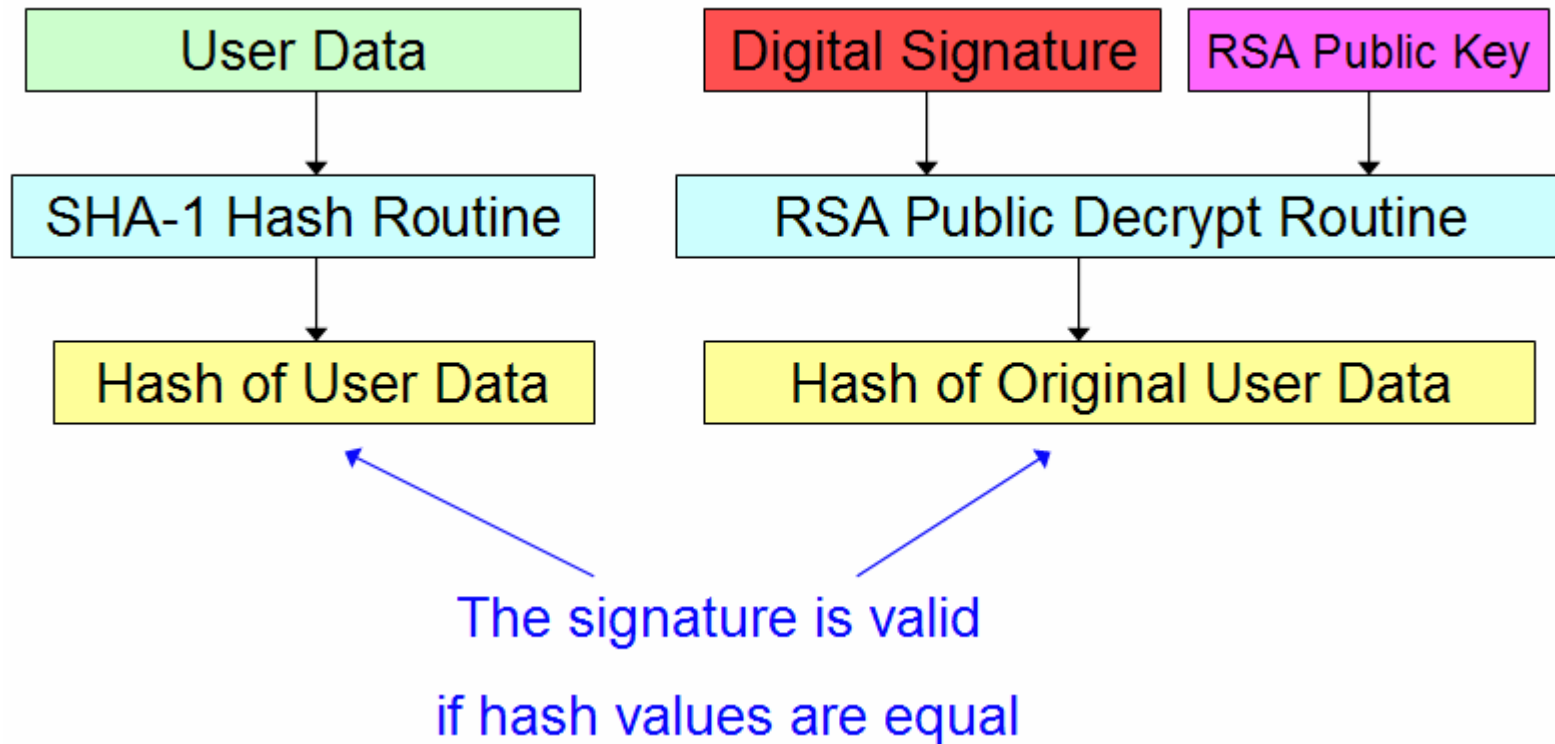 User Data
Digital Signature
RSA Public Key
SHA-1 Hash Routine
RSA Public Decrypt Routine
Hash of User Data
Hash of Original User Data
The signature is valid
if hash values are equal